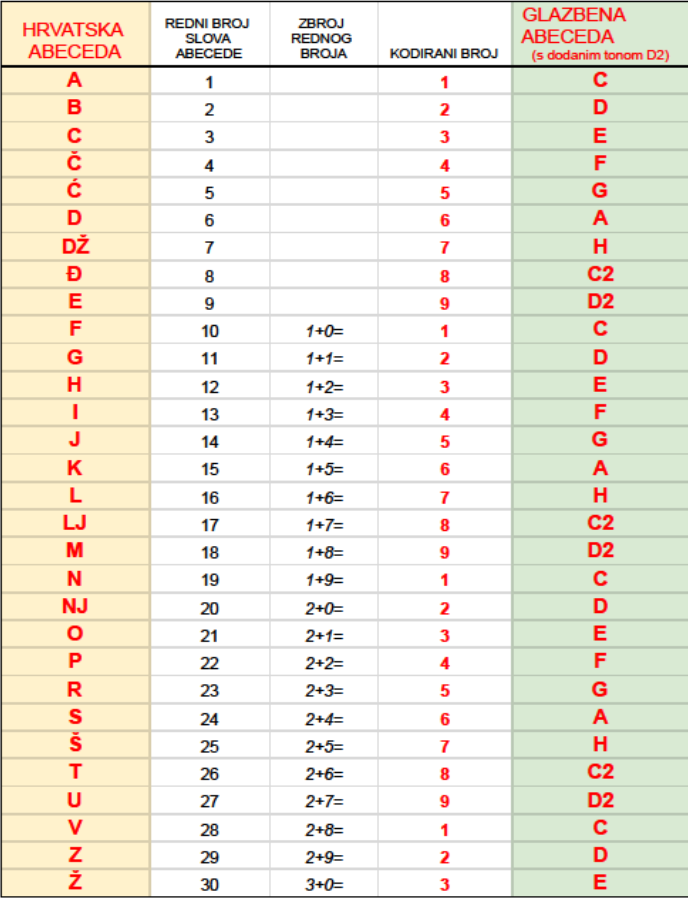 HRVATSKA ABECEDA REDNI BROJ SLOVA ABECEDE ZBROJ REDNOG BROJA KODIRANI BROJ GLAZBENA ABECEDA (s dodanim tonom D2)
A 1 1 C
B 2 2 D
C 3 3 E
Č 4 4 F
Ć 5 5 G
D 6 6 A
DŽ 7 7 H
Đ 8 8 C2
E 9 9 D2
F 10 1+0= 1 C
G 11 1+1= 2 D
H 12 1+2= 3 E
I 13 1+3= 4 F
J 14 1+4= 5 G
K 15 1+5= 6 A
L 16 1+6= 7 H
LJ 17 1+7= 8 C2
M 18 1+8= 9 D2
N 19 1+9= 1 C
NJ 20 2+0= 2 D
O 21 2+1= 3 E
P 22 2+2= 4 F
R 23 2+3= 5 G
S 24 2+4= 6 A
Š 25 2+5= 7 H
T 26 2+6= 8 C2
U 27 2+7= 9 D2
V 28 2+8= 1 C
Z 29 2+9= 2 D
Ž 30 3+0= 3 E